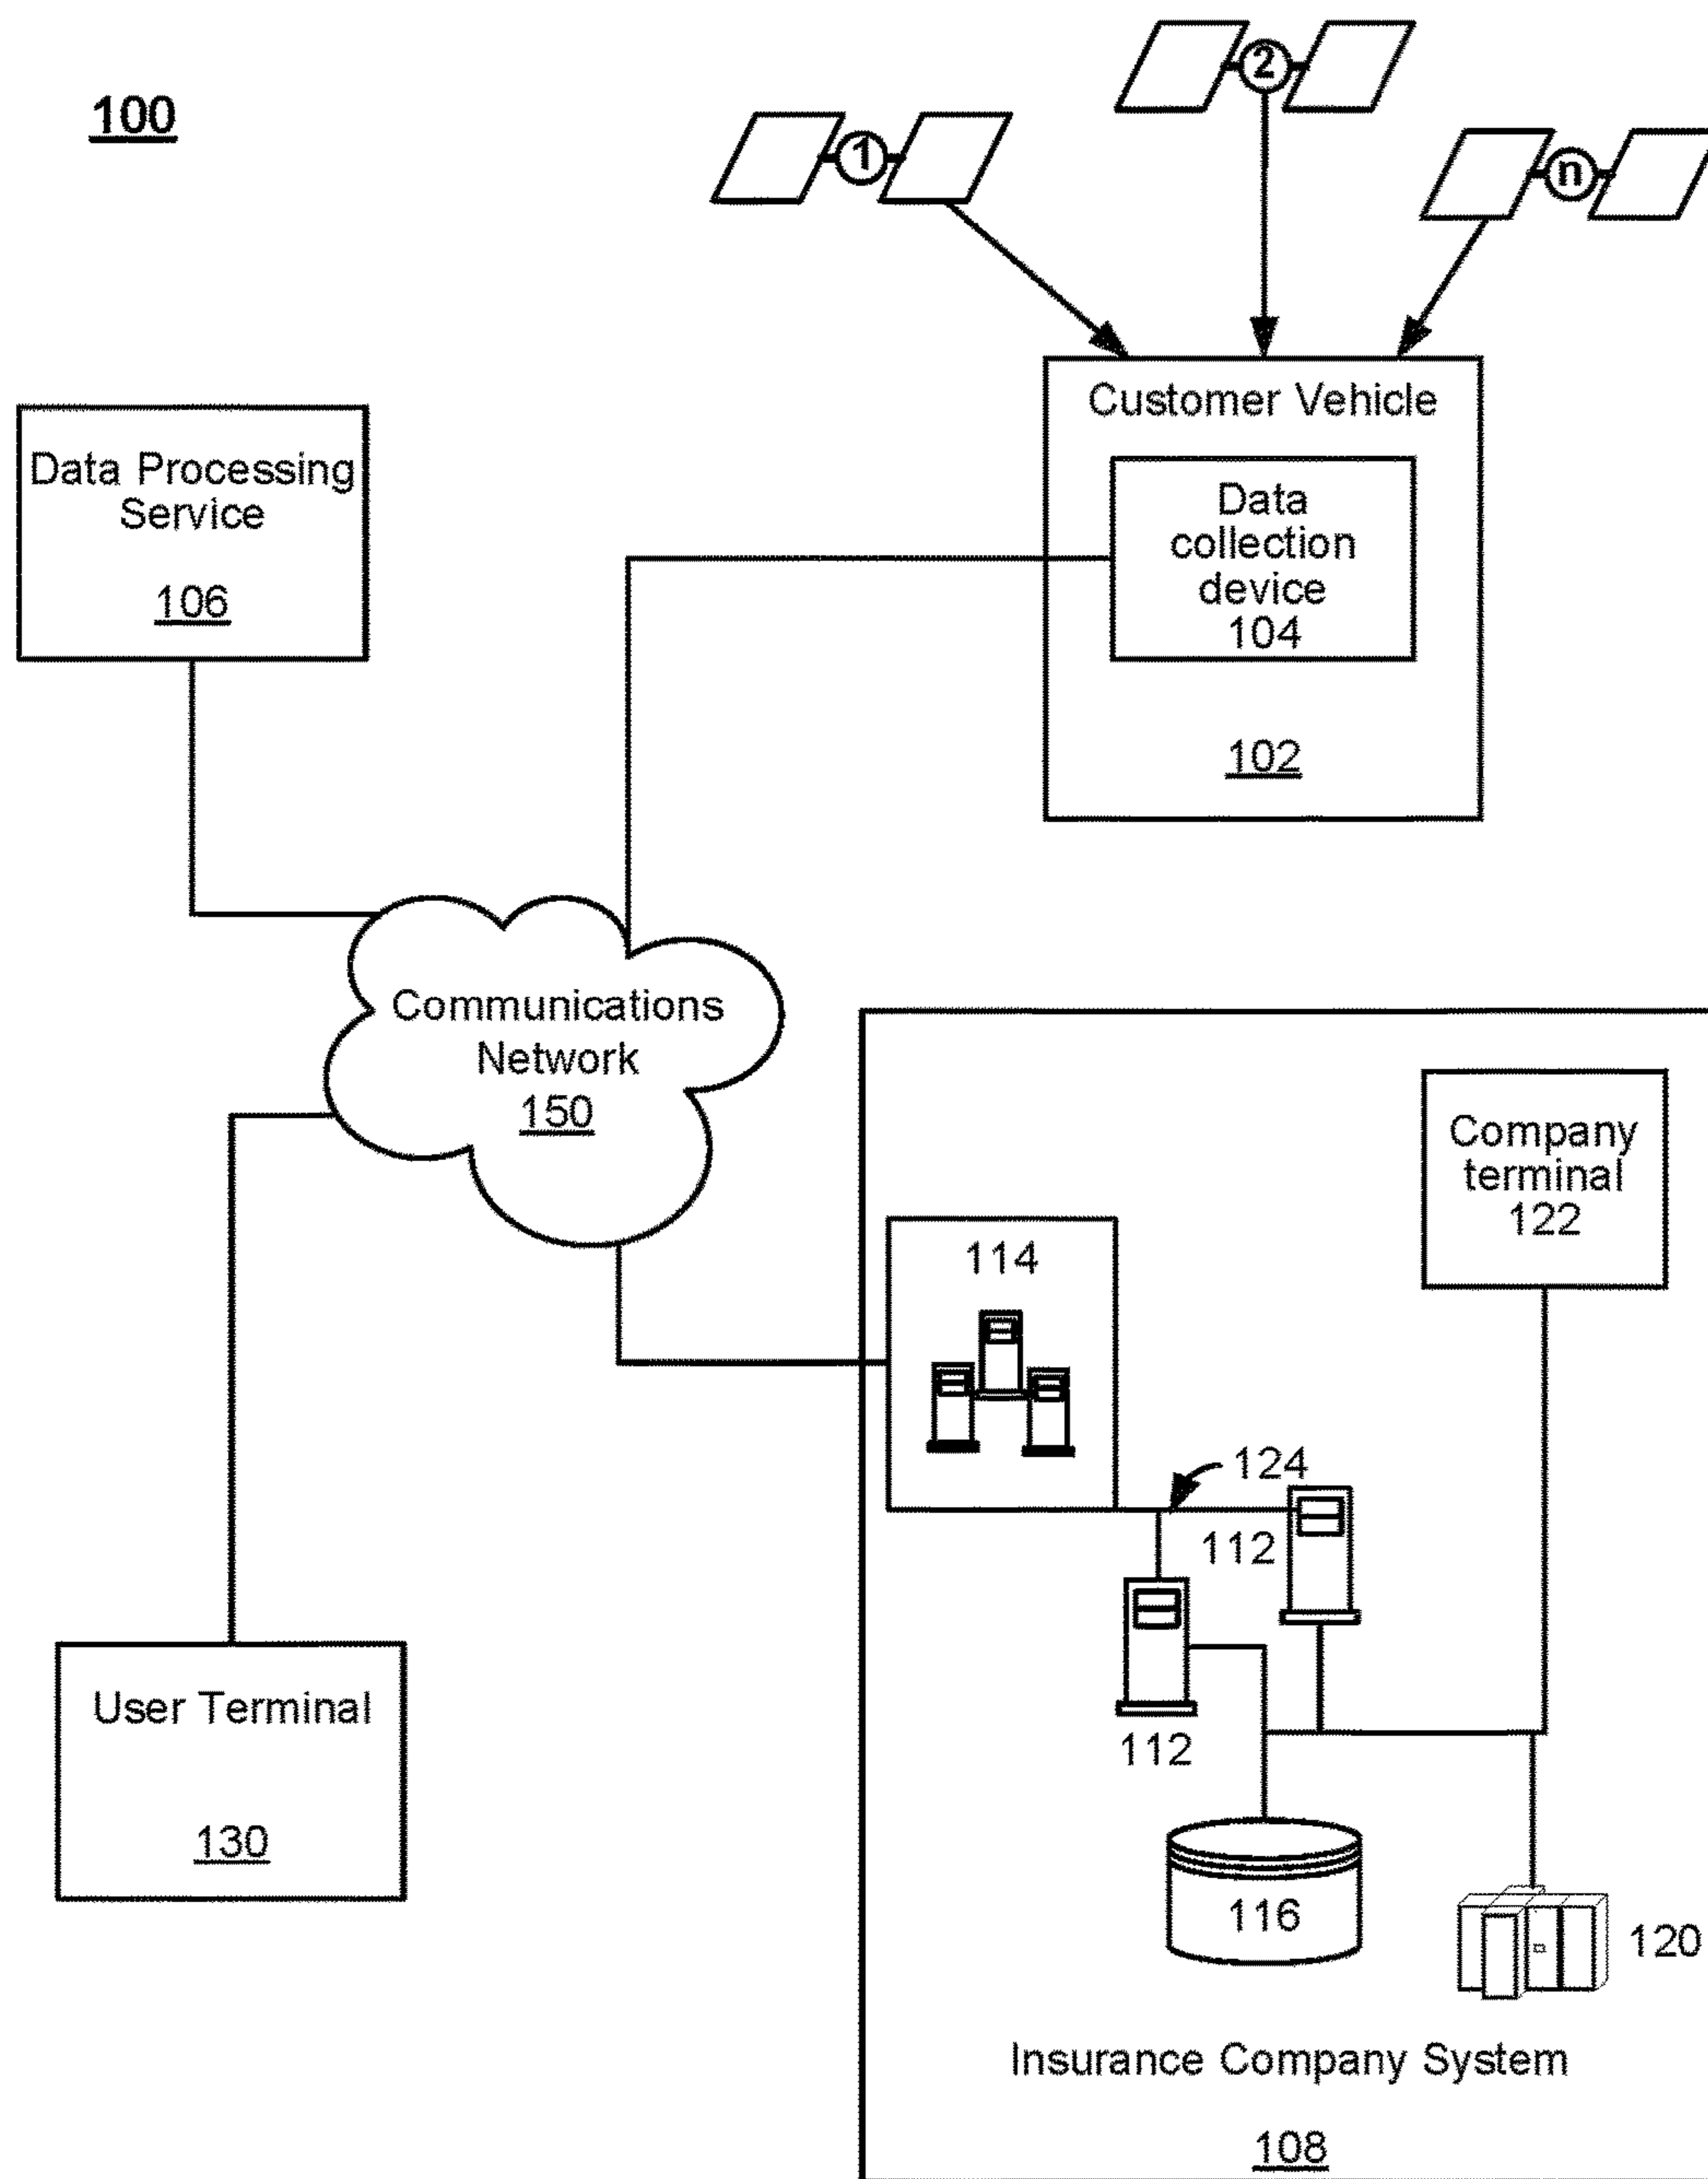 100
1
2
n
Customer Vehicle
Data
collection
device
104
102
Data Processing
Service
106
Communications
Network
150
Company
terminal
122
114
124
112
112
User Terminal
130
116
120
Insurance Company System
108